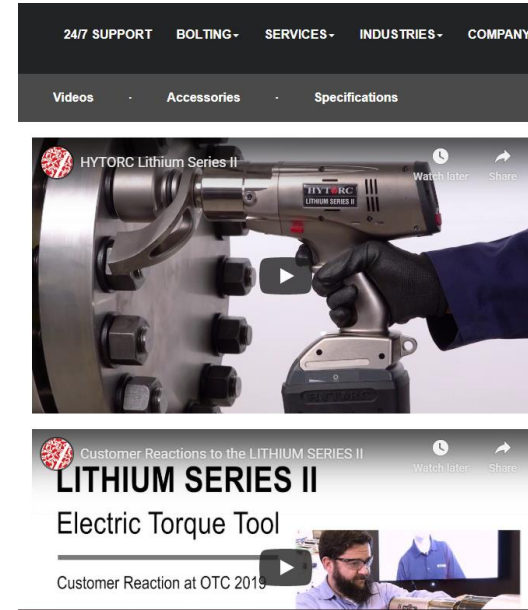 24/7 SUPPORT BOLTING SERVICES INDUSTRIES COMPANY
Videos · Accessories · Specifications
HYTORC Lithium Series II
Watch later Share
HYTORC
LITHIUM SERIES II
HYTORC
Customer Reactions to the LITHIUM SERIES II
Watch later Share
LITHIUM SERIES II
Electric Torque Tool
Customer Reaction at OTC 2019